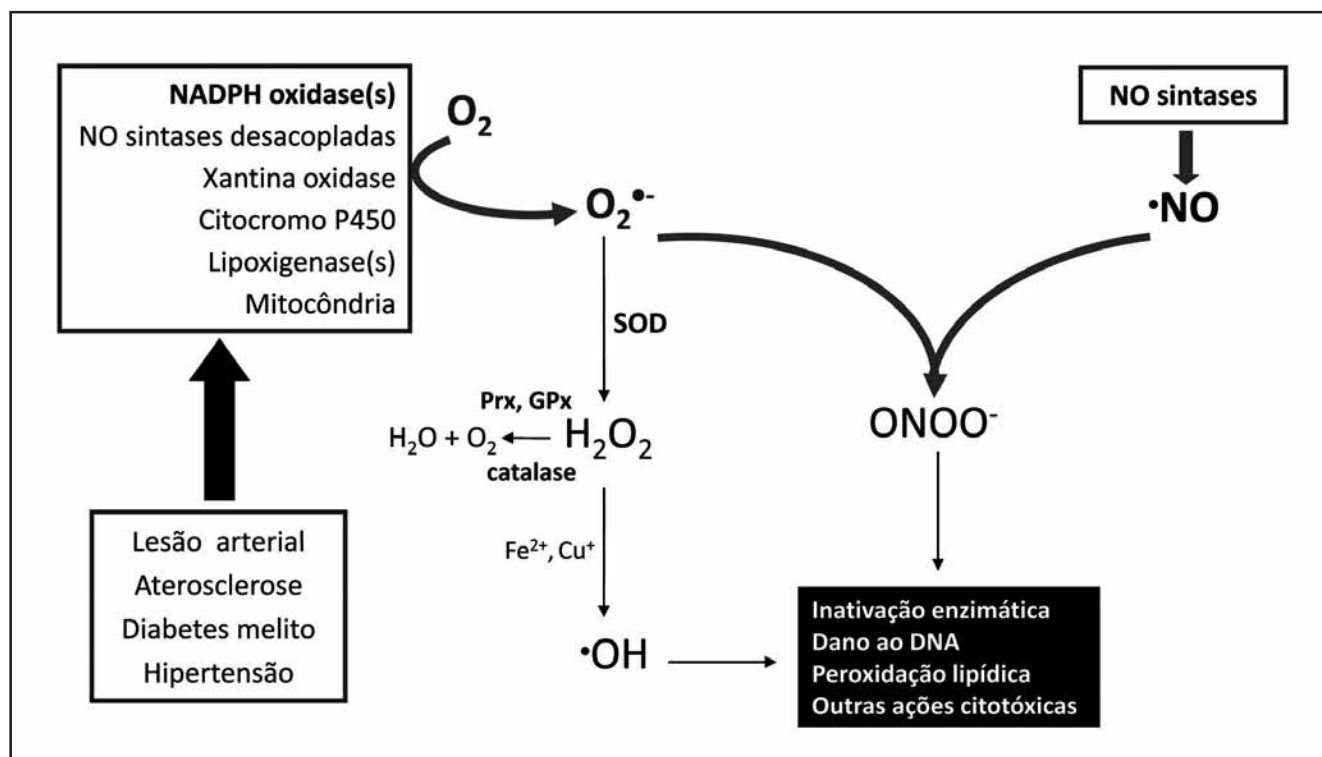 NADPH oxidase(s)
NO sintases desacopladas
Xantina oxidase
Citocromo P450
Lipoxigenase(s)
Mitocôndria
O₂
O₂•⁻
NO sintases
•NO
SOD
Prx, GPx
H₂O + O₂
H₂O₂
catalase
ONOO⁻
Fe²⁺, Cu⁺
•OH
Lesão arterial
Aterosclerose
Diabetes melito
Hipertensão
Inativação enzimática
Dano ao DNA
Peroxidação lipídica
Outras ações citotóxicas